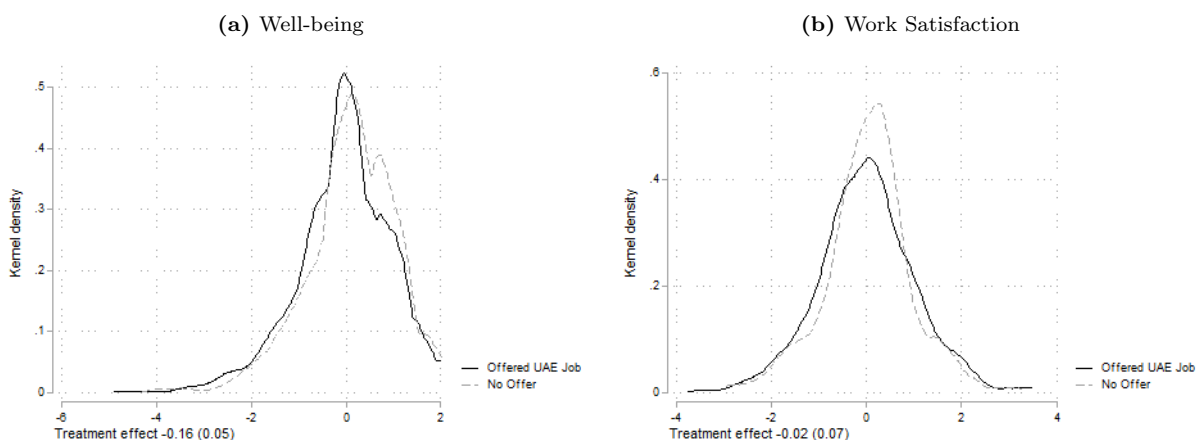 (a) Well-being
Kernel density
.5
.4
.3
.2
.1
0
-6
-4
-2
0
2
Offered UAE Job
No Offer
Treatment effect -0.16 (0.05)
(b) Work Satisfaction
Kernel density
.6
.4
.2
0
-4
-2
0
2
4
Offered UAE Job
No Offer
Treatment effect -0.02 (0.07)